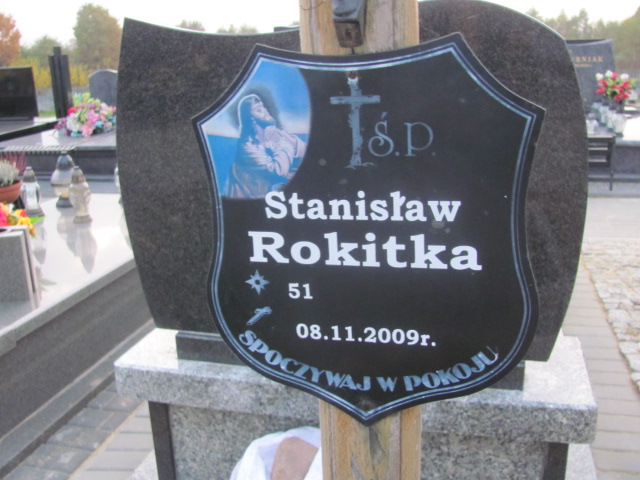 Ś.P.
Stanisław
Rokitka
51
08.11.2009r.
SPOCZYWAJ W POKOJU